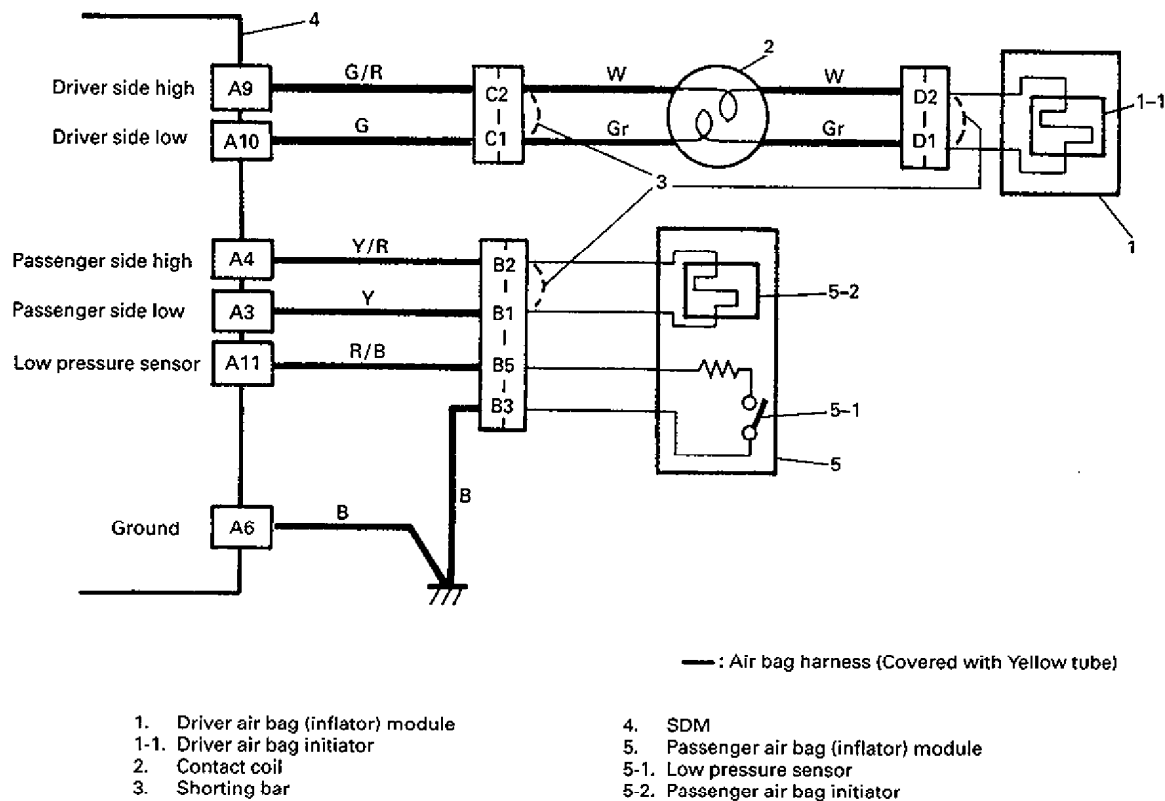 4
Driver side high
A9
G/R
C2
W
2
W
D2
1-1
Driver side low
A10
G
C1
Gr
Gr
D1
3
1
Passenger side high
A4
Y/R
B2
5-2
Passenger side low
A3
Y
B1
Low pressure sensor
A11
R/B
B5
B3
5-1
5
B
Ground
A6
B
: Air bag harness (Covered with Yellow tube)
1. Driver air bag (inflator) module
1-1. Driver air bag initiator
2. Contact coil
3. Shorting bar
4. SDM
5. Passenger air bag (inflator) module
5-1. Low pressure sensor
5-2. Passenger air bag initiator